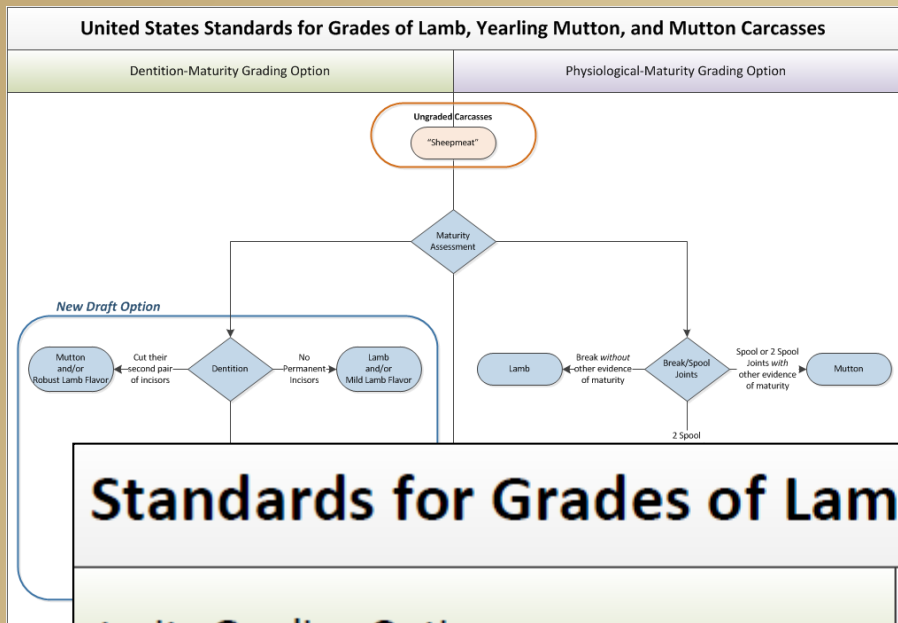 United States Standards for Grades of Lamb, Yearling Mutton, and Mutton Carcasses
Dentition-Maturity Grading Option
Physiological-Maturity Grading Option
Ungraded Carcasses
"Sheepmeat"
Maturity
Assessment
New Draft Option
Mutton
and/or
Robust Lamb Flavor
Cut their
second pair
of incisors
Dentition
No
Permanent
Incisors
Lamb
and/or
Mild Lamb Flavor
Lamb
Break without
other evidence
of maturity
Break/Spool
Joints
Spool or 2 Spool
Joints with
other evidence
of maturity
Mutton
2 Spool
Standards for Grades of Lam